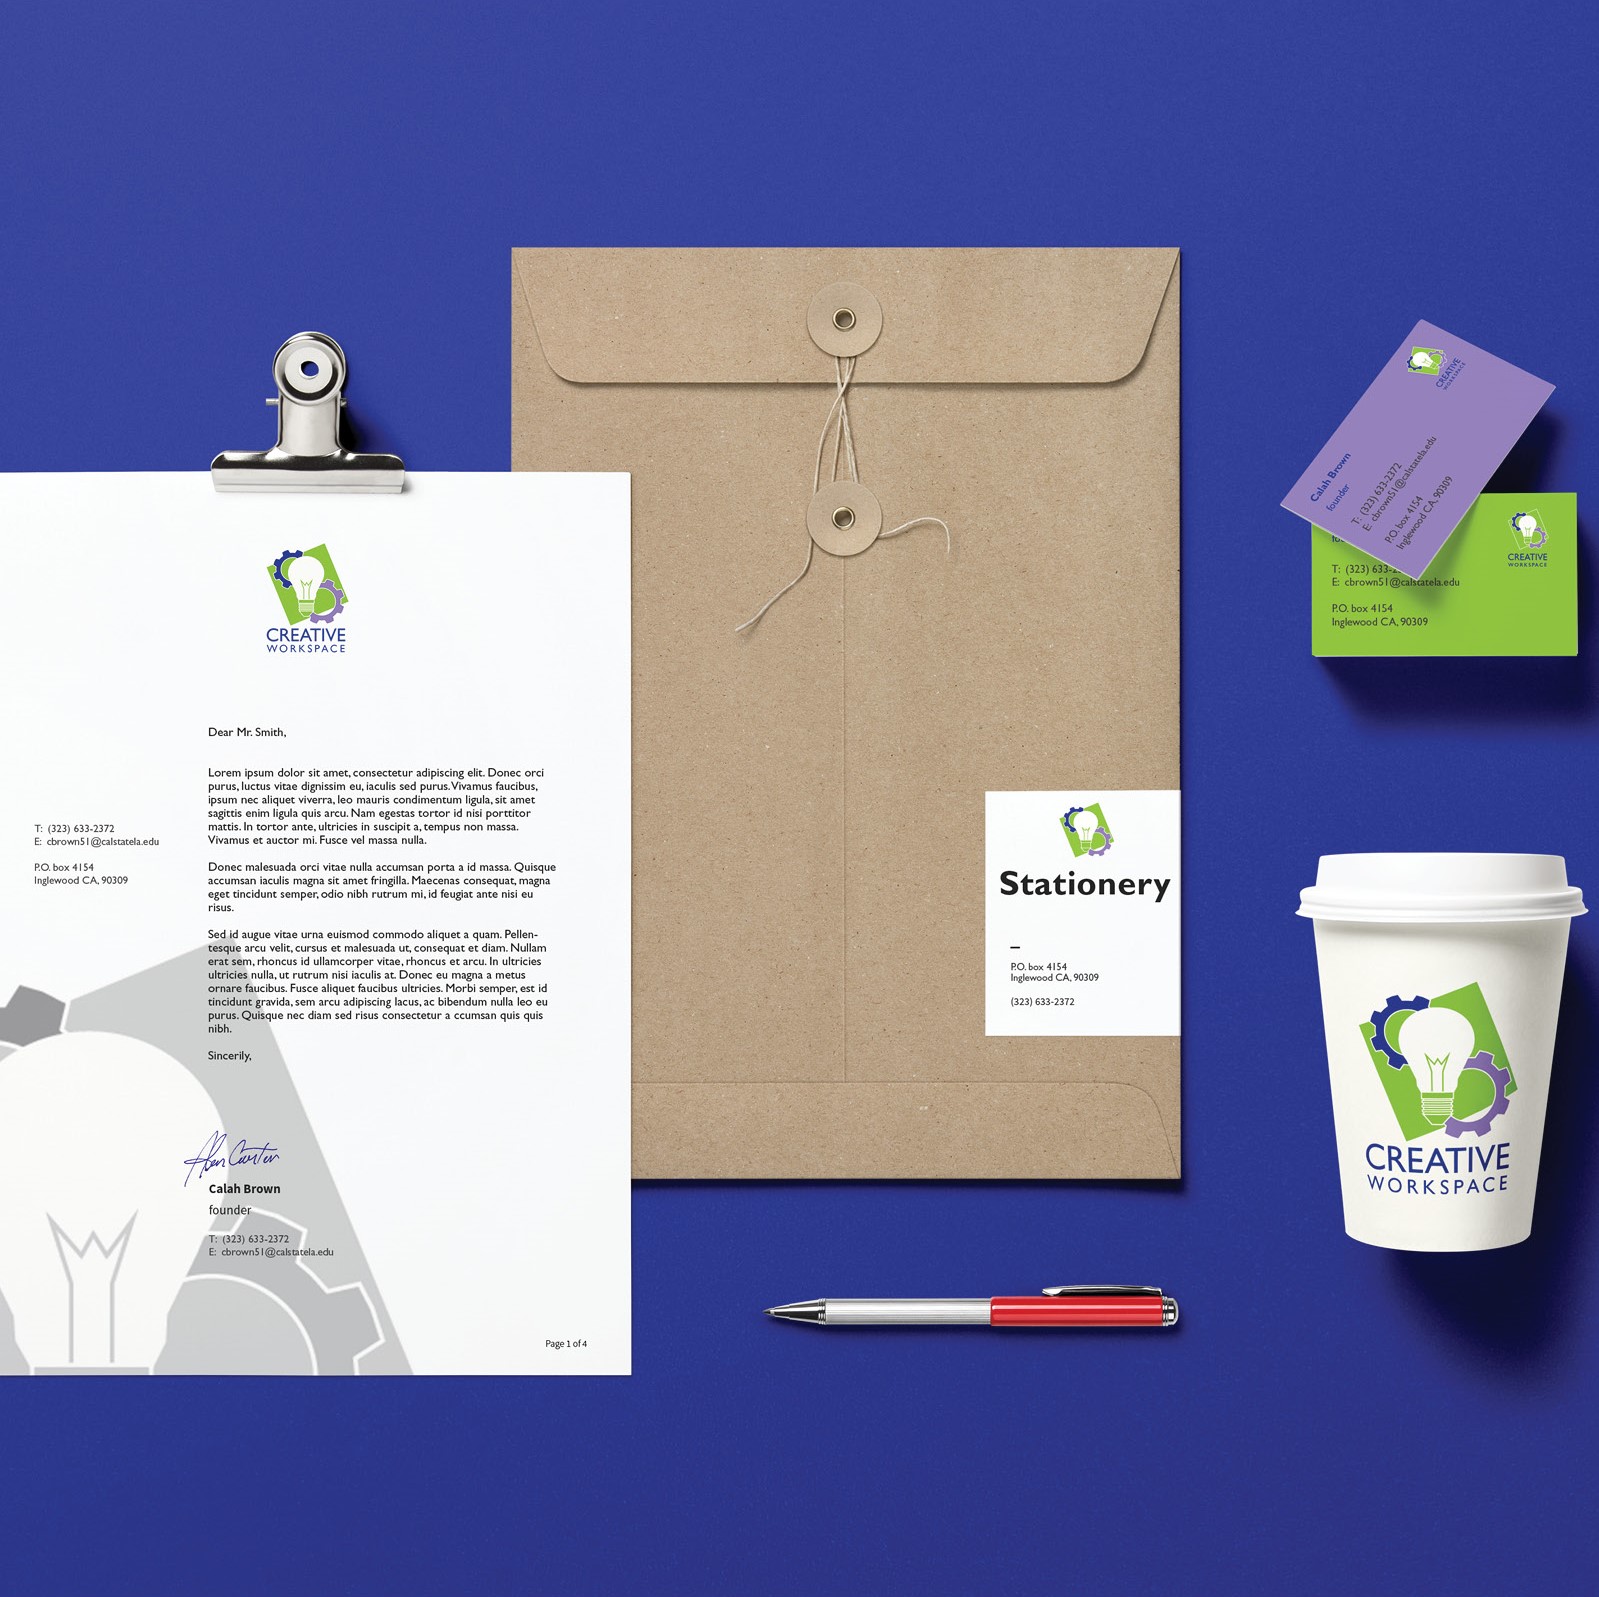 CREATIVE
WORKSPACE
Dear Mr. Smith,
Lorem ipsum dolor sit amet, consectetur adipiscing elit. Donec orci
purus, luctus vitae dignissim eu, iaculis sed purus. Vivamus faucibus,
ipsum nec aliquet viverra, leo mauris condimentum ligula, sit amet
sagittis enim ligula quis arcu. Nam egestas tortor id nisi porttitor
mattis. In tortor ante, ultricies in suscipit a, tempus non massa.
Vivamus et auctor mi. Fusce vel massa nulla.
Donec malesuada orci vitae nulla accumsan porta a id massa. Quisque
accumsan iaculis magna sit amet fringilla. Maecenas consequat, magna
eget tincidunt semper, odio nibh rutrum mi, id feugiat ante nisi eu
risus.
Sed id augue vitae urna euismod commodo aliquet a quam. Pellen-
tesque arcu velit, cursus et malesuada ut, consequat et diam. Nullam
erat sem, rhoncus id ullamcorper vitae, rhoncus et arcu. In ultricies
ultricies nulla, ut rutrum nisi iaculis at. Donec eu magna a metus
ornare faucibus. Fusce aliquet faucibus ultricies. Morbi semper, est id
tincidunt gravida, sem arcu adipiscing lacus, ac bibendum nulla leo eu
purus. Quisque nec diam sed risus consectetur a ccumsan quis quis
nibh.
Sincerily,
Calah Brown
founder
T: (323) 633-2372
E: cbrown51@calstatela.edu
Page 1 of 4
T: (323) 633-2372
E: cbrown51@calstatela.edu
P.O. box 4154
Inglewood CA, 90309
Stationery
–
P.O. box 4154
Inglewood CA, 90309
(323) 633-2372
CREATIVE
WORKSPACE
Calah Brown
founder
T: (323) 633-2372
E: cbrown51@calstatela.edu
P.O. box 4154
Inglewood CA, 90309
CREATIVE
WORKSPACE
T: (323) 633-2
E: cbrown51@calstatela.edu
P.O. box 4154
Inglewood CA, 90309
CREATIVE
WORKSPACE